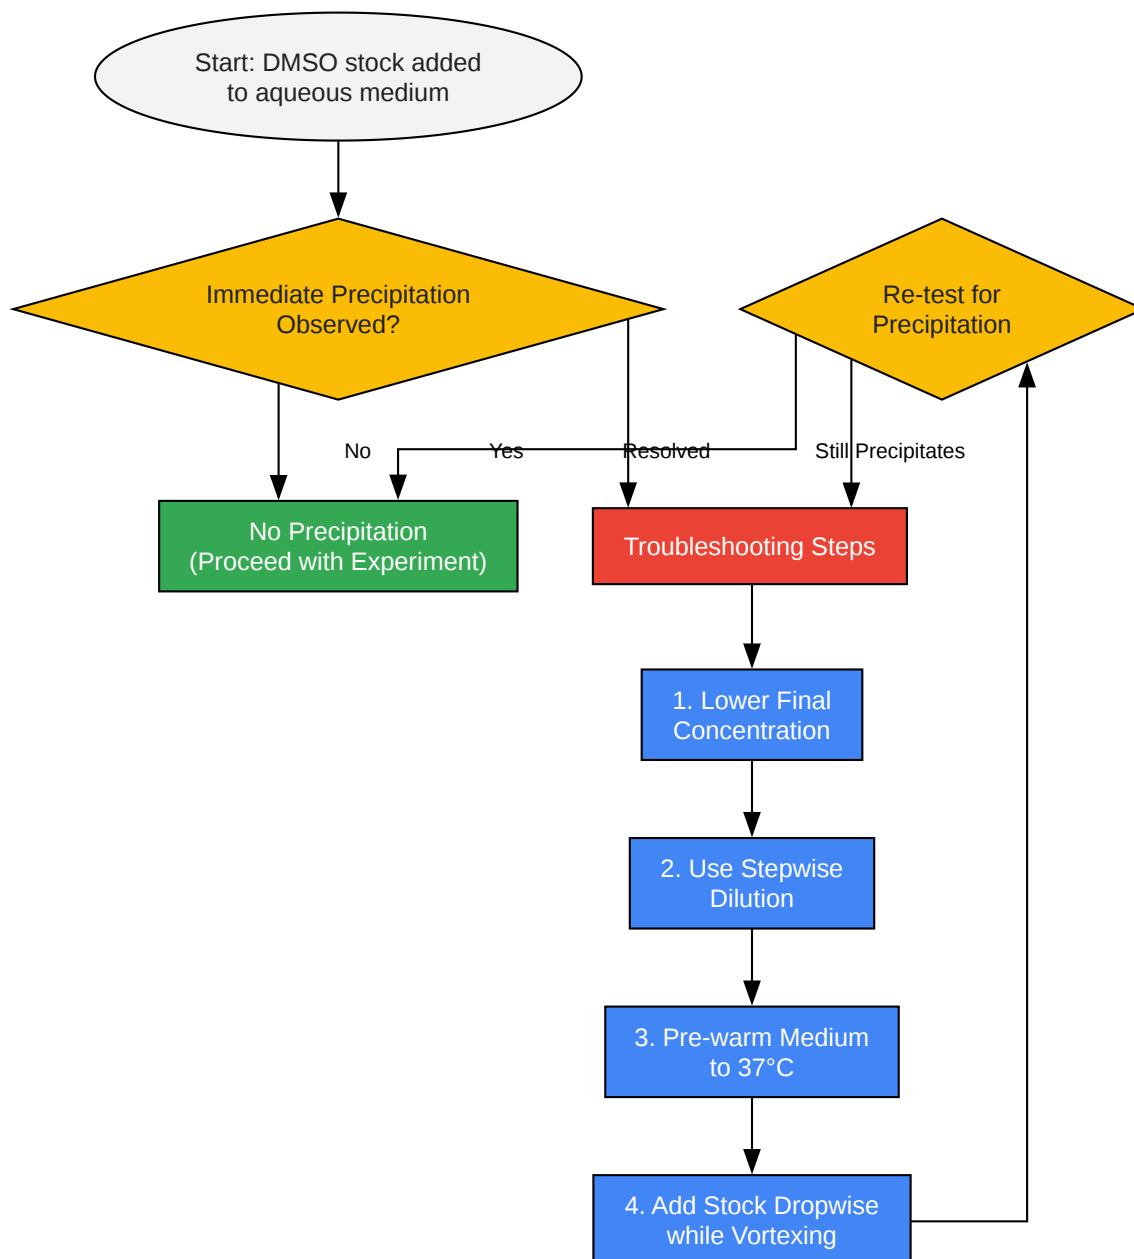 Start: DMSO stock added
to aqueous medium
Immediate Precipitation
Observed?
Re-test for
Precipitation
No
Yes
Resolved
Still Precipitates
No Precipitation
(Proceed with Experiment)
Troubleshooting Steps
1. Lower Final
Concentration
2. Use Stepwise
Dilution
3. Pre-warm Medium
to 37°C
4. Add Stock Dropwise
while Vortexing